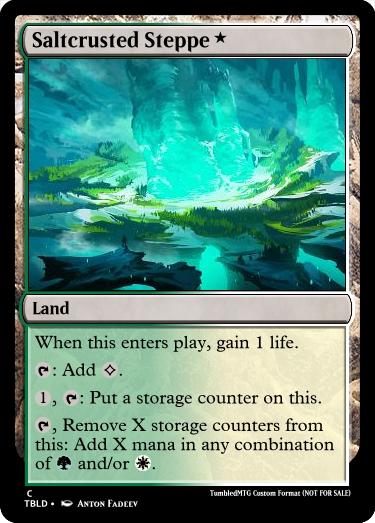 Saltcrusted Steppe ★
Land
When this enters play, gain 1 life.
: Add .
1, : Put a storage counter on this.
, Remove X storage counters from
this: Add X mana in any combination
of and/or .
C
TBLD • Anton Fadeev
TumbledMTG Custom Format (NOT FOR SALE)